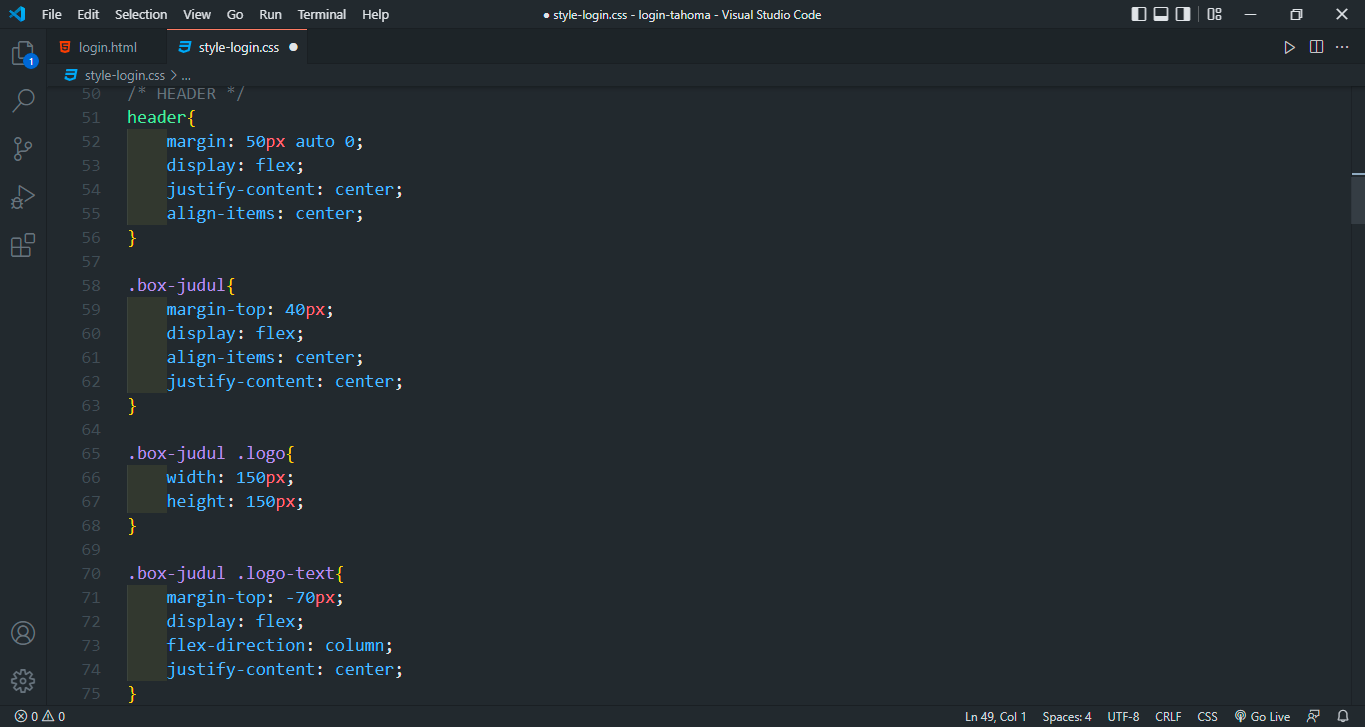 File Edit Selection View Go Run Terminal Help ● style-login.css - login-tahoma - Visual Studio Code
login.html style-login.css ●
style-login.css > ...
1
50 /* HEADER */
51 header{
52 margin: 50px auto 0;
53 display: flex;
54 justify-content: center;
55 align-items: center;
56 }
57
58 .box-judul{
59 margin-top: 40px;
60 display: flex;
61 align-items: center;
62 justify-content: center;
63 }
64
65 .box-judul .logo{
66 width: 150px;
67 height: 150px;
68 }
69
70 .box-judul .logo-text{
71 margin-top: -70px;
72 display: flex;
73 flex-direction: column;
74 justify-content: center;
75 }
0 0 Ln 49, Col 1 Spaces: 4 UTF-8 CRLF CSS Go Live